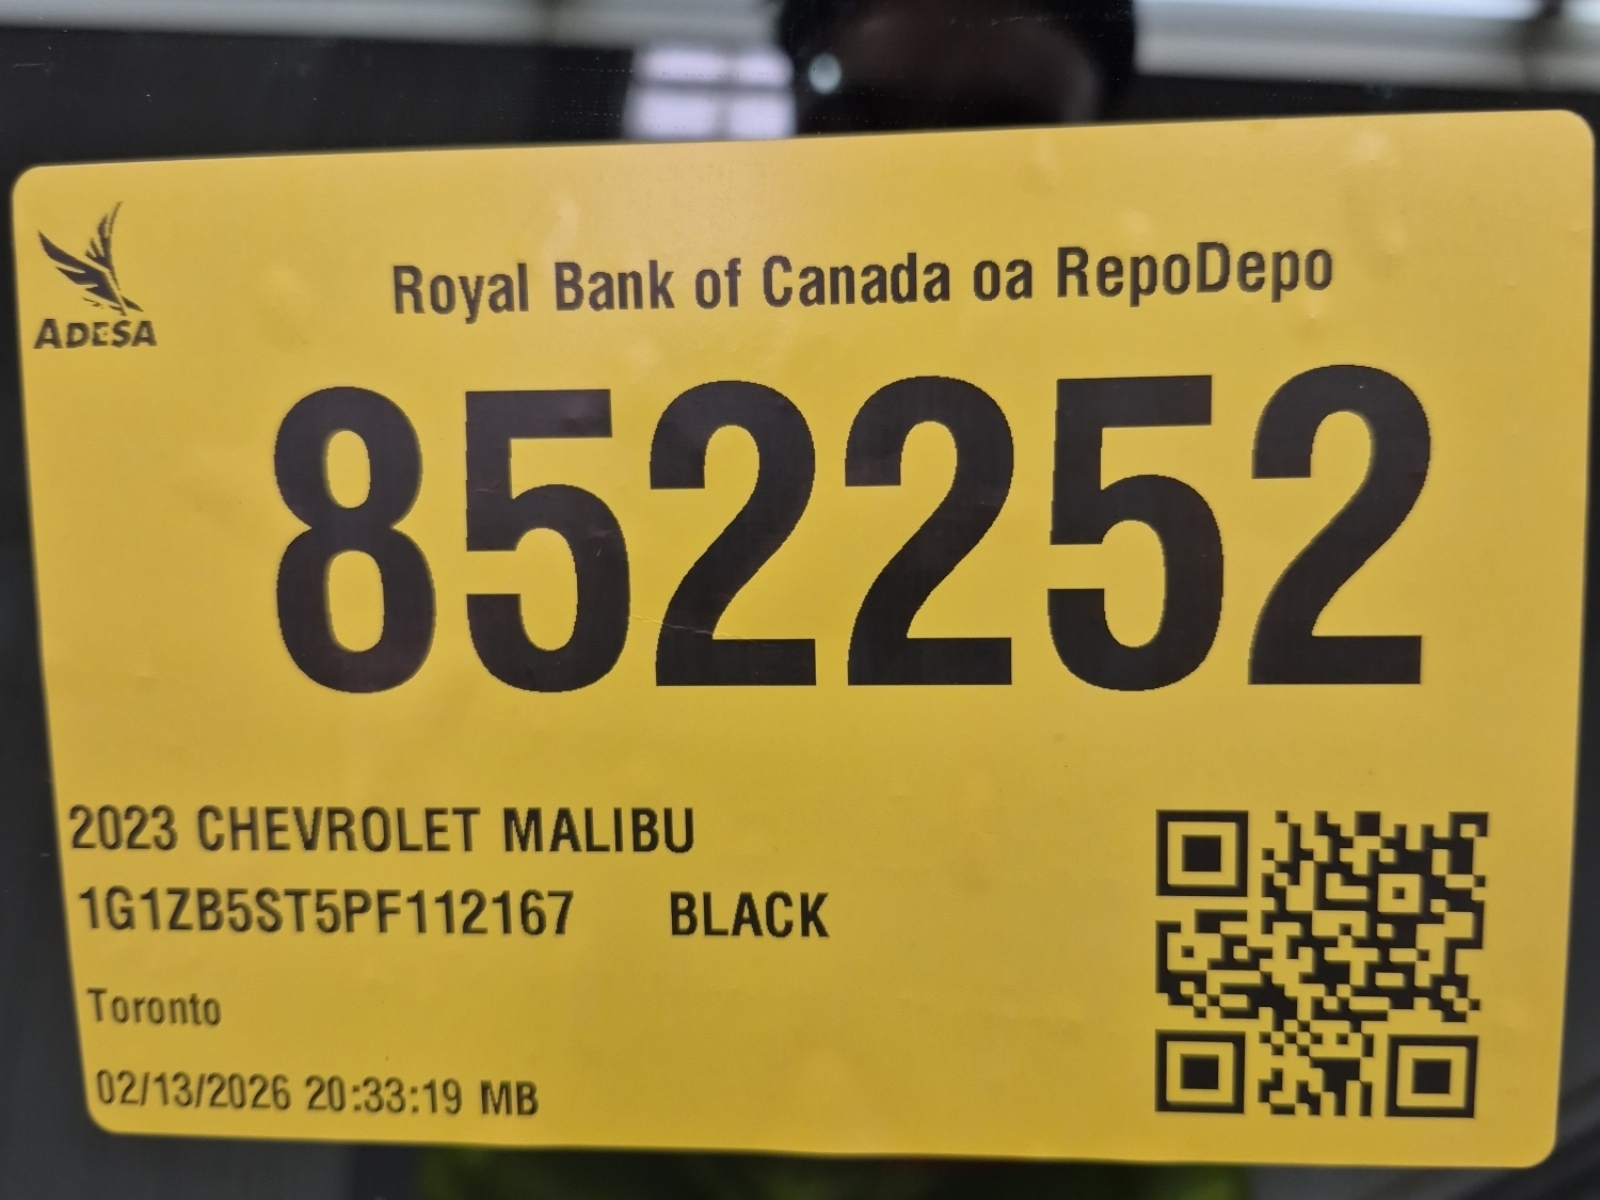 ADESA
Royal Bank of Canada oa RepoDepo
852252
2023 CHEVROLET MALIBU
1G1ZB5ST5PF112167 BLACK
Toronto
02/13/2026 20:33:19 MB